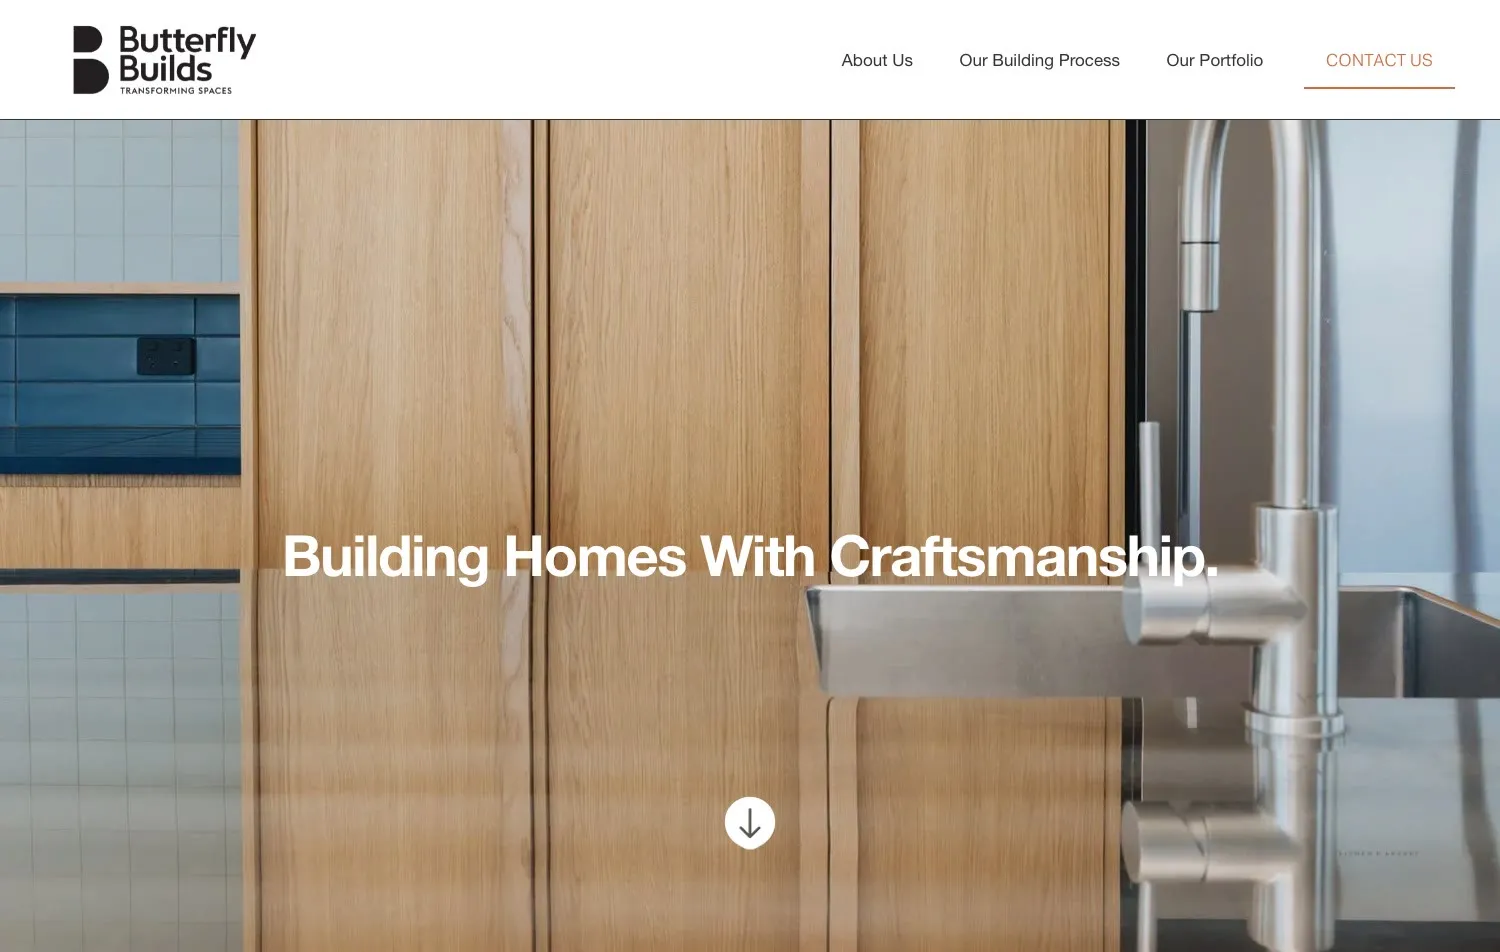 Butterfly
Builds
TRANSFORMING SPACES
About Us
Our Building Process
Our Portfolio
CONTACT US
Building Homes With Craftsmanship.